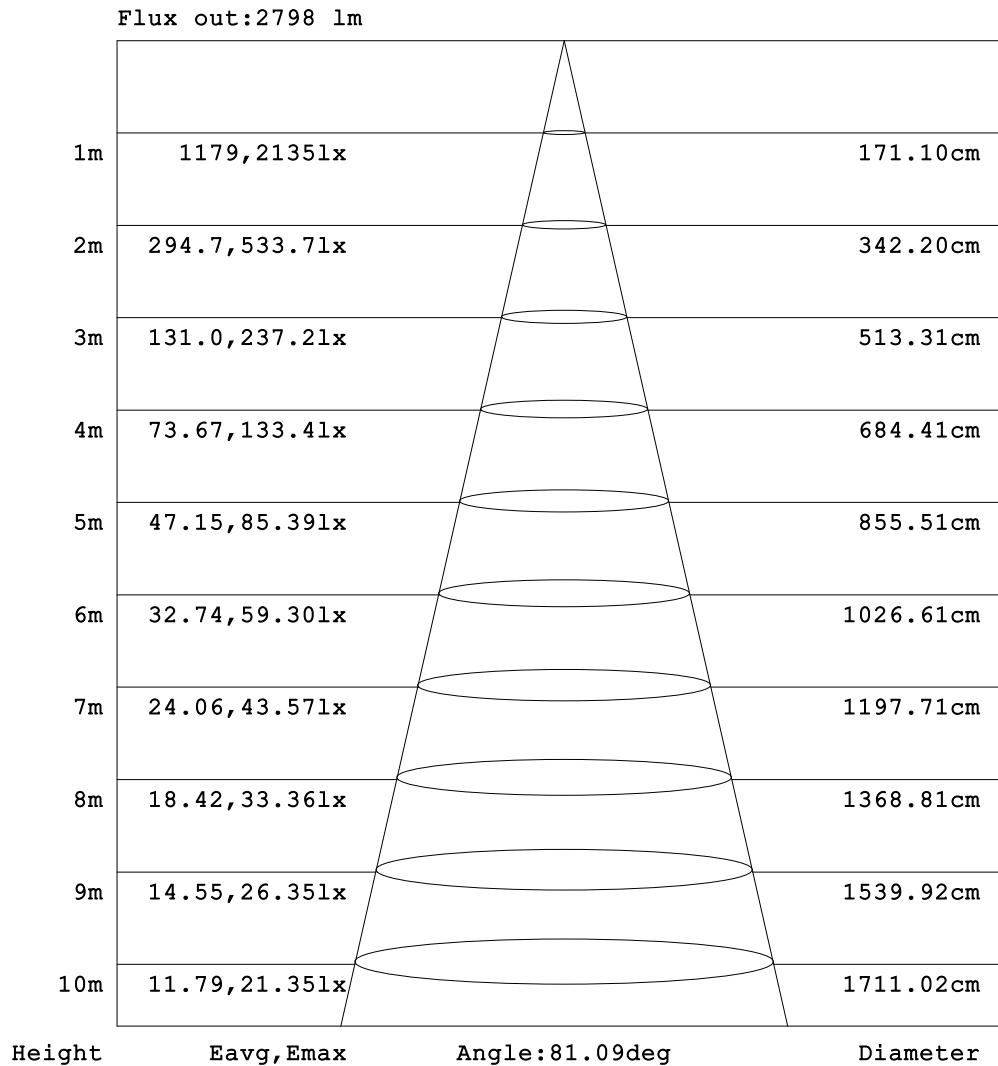 Flux out:2798 lm
1m 1179,2135lx 171.10cm
2m 294.7,533.7lx 342.20cm
3m 131.0,237.2lx 513.31cm
4m 73.67,133.4lx 684.41cm
5m 47.15,85.39lx 855.51cm
6m 32.74,59.30lx 1026.61cm
7m 24.06,43.57lx 1197.71cm
8m 18.42,33.36lx 1368.81cm
9m 14.55,26.35lx 1539.92cm
10m 11.79,21.35lx 1711.02cm
Height Eavg,Emax Angle:81.09deg Diameter